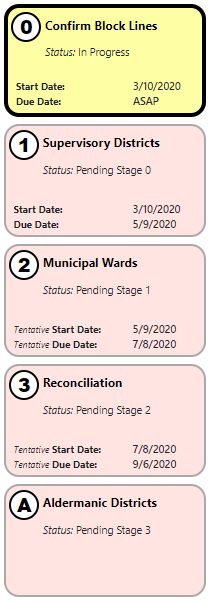 0 Confirm Block Lines
Status: In Progress
Start Date: 3/10/2020
Due Date: ASAP
1 Supervisory Districts
Status: Pending Stage 0
Start Date: 3/10/2020
Due Date: 5/9/2020
2 Municipal Wards
Status: Pending Stage 1
Tentative Start Date: 5/9/2020
Tentative Due Date: 7/8/2020
3 Reconciliation
Status: Pending Stage 2
Tentative Start Date: 7/8/2020
Tentative Due Date: 9/6/2020
A Aldermanic Districts
Status: Pending Stage 3